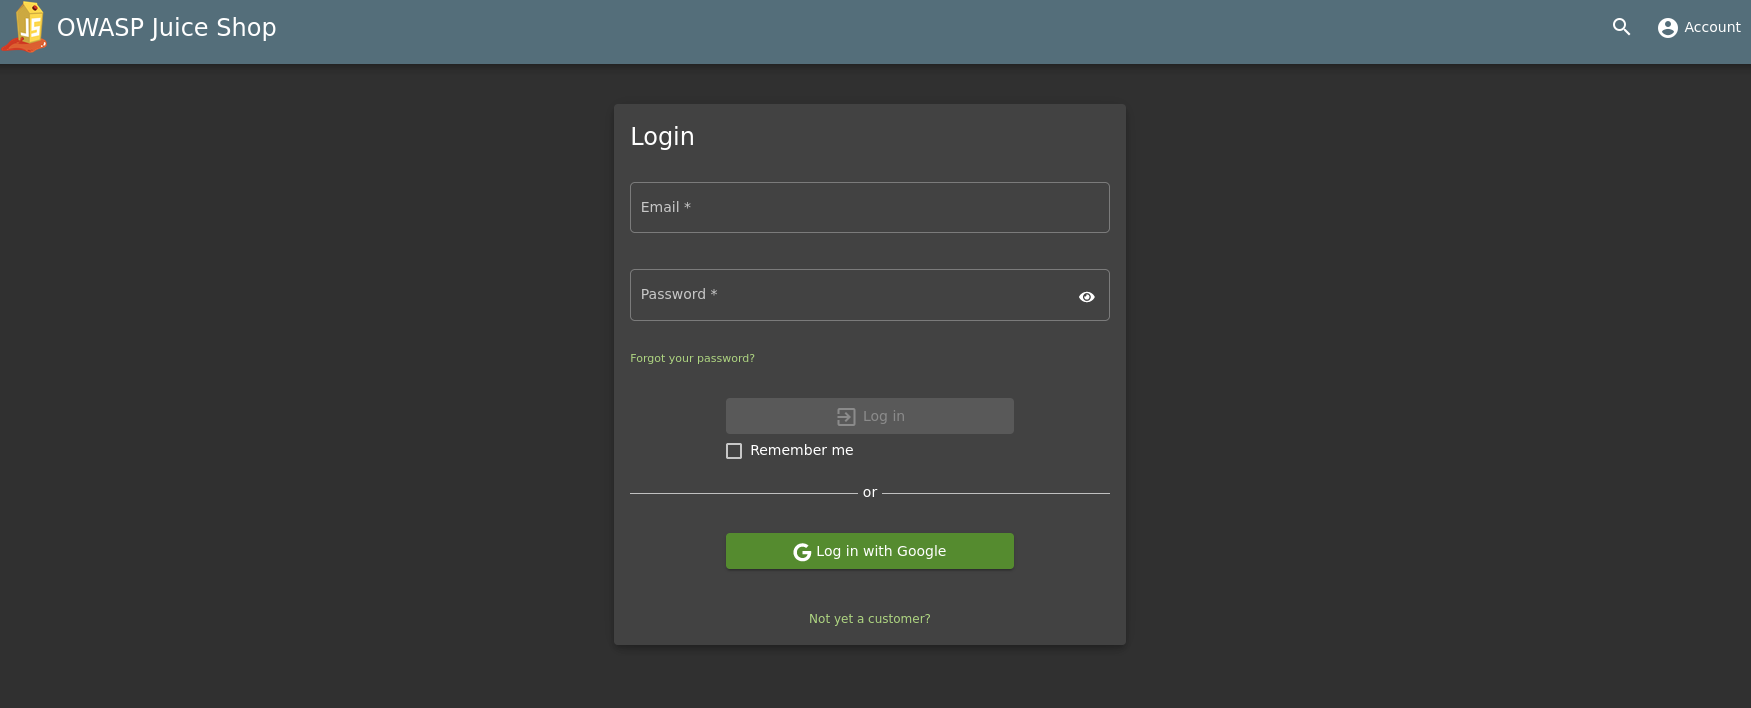 JS
OWASP Juice Shop
Account
Login
Email *
Password *
Forgot your password?
Log in
Remember me
or
G Log in with Google
Not yet a customer?